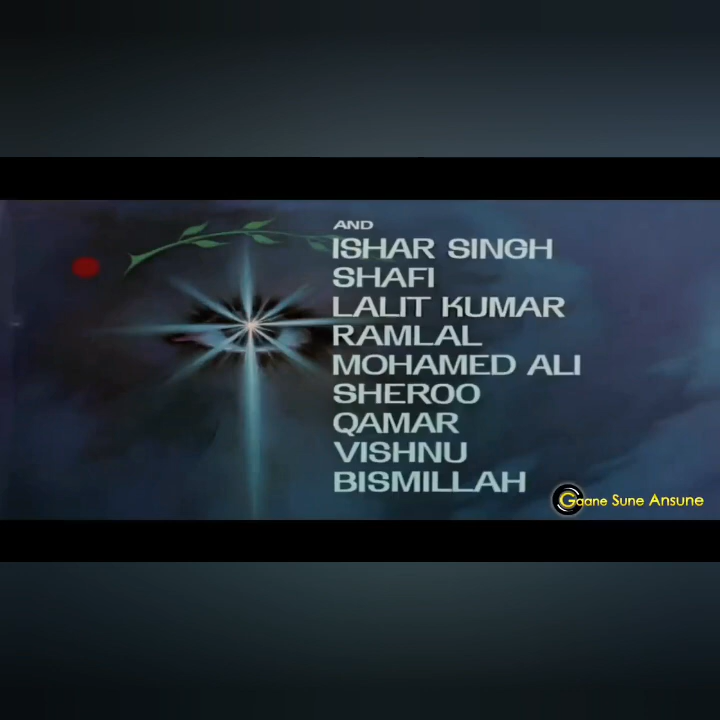 AND
ISHAR SINGH
SHAFI
LALIT KUMAR
RAMLAL
MOHAMED ALI
SHEROO
QAMAR
VISHNU
BISMILLAH
Gaane Sune Ansune